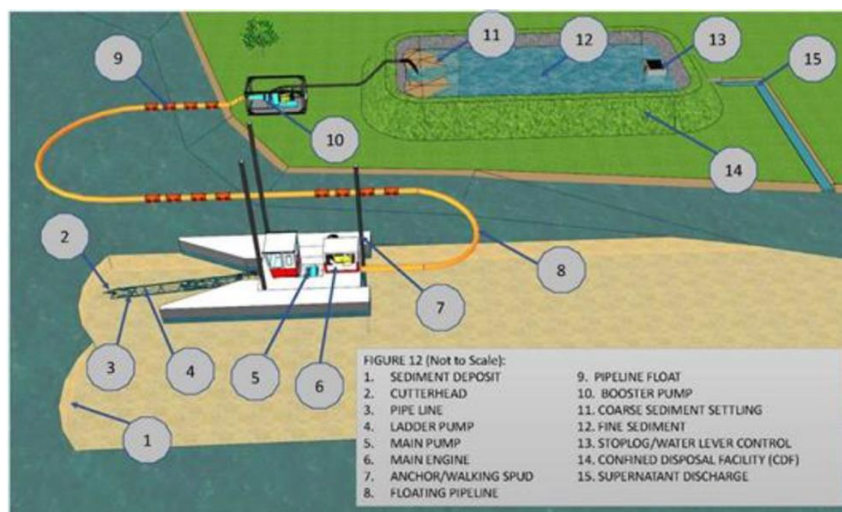 11
12
13
9
15
10
14
2
8
7
3
4
5
6
1
FIGURE 12 (Not to Scale):
1. SEDIMENT DEPOSIT
2. CUTTERHEAD
3. PIPE LINE
4. LADDER PUMP
5. MAIN PUMP
6. MAIN ENGINE
7. ANCHOR/WALKING SPUD
8. FLOATING PIPELINE
9. PIPELINE FLOAT
10. BOOSTER PUMP
11. COARSE SEDIMENT SETTLING
12. FINE SEDIMENT
13. STOPLOG/WATER LEVER CONTROL
14. CONFINED DISPOSAL FACILITY (CDF)
15. SUPERNATANT DISCHARGE